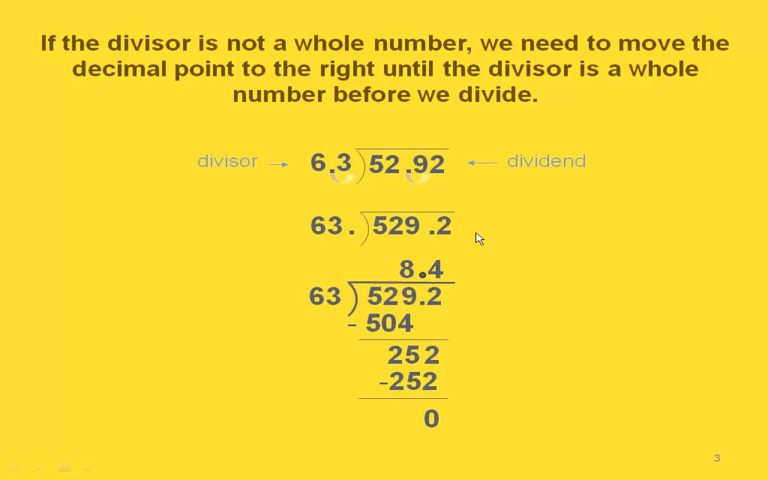 If the divisor is not a whole number, we need to move the
decimal point to the right until the divisor is a whole
number before we divide.
divisor → 6.3 ) 52.92 ← dividend
63. ) 529.2
8.4
63 ) 529.2
- 504
252
-252
0
3